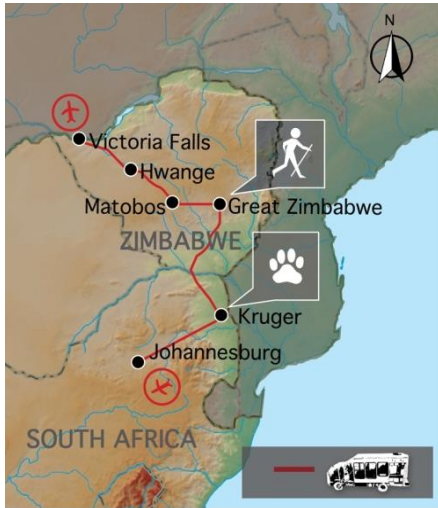 N
Victoria Falls
Hwange
Matobos
Great Zimbabwe
ZIMBABWE
Kruger
Johannesburg
SOUTH AFRICA